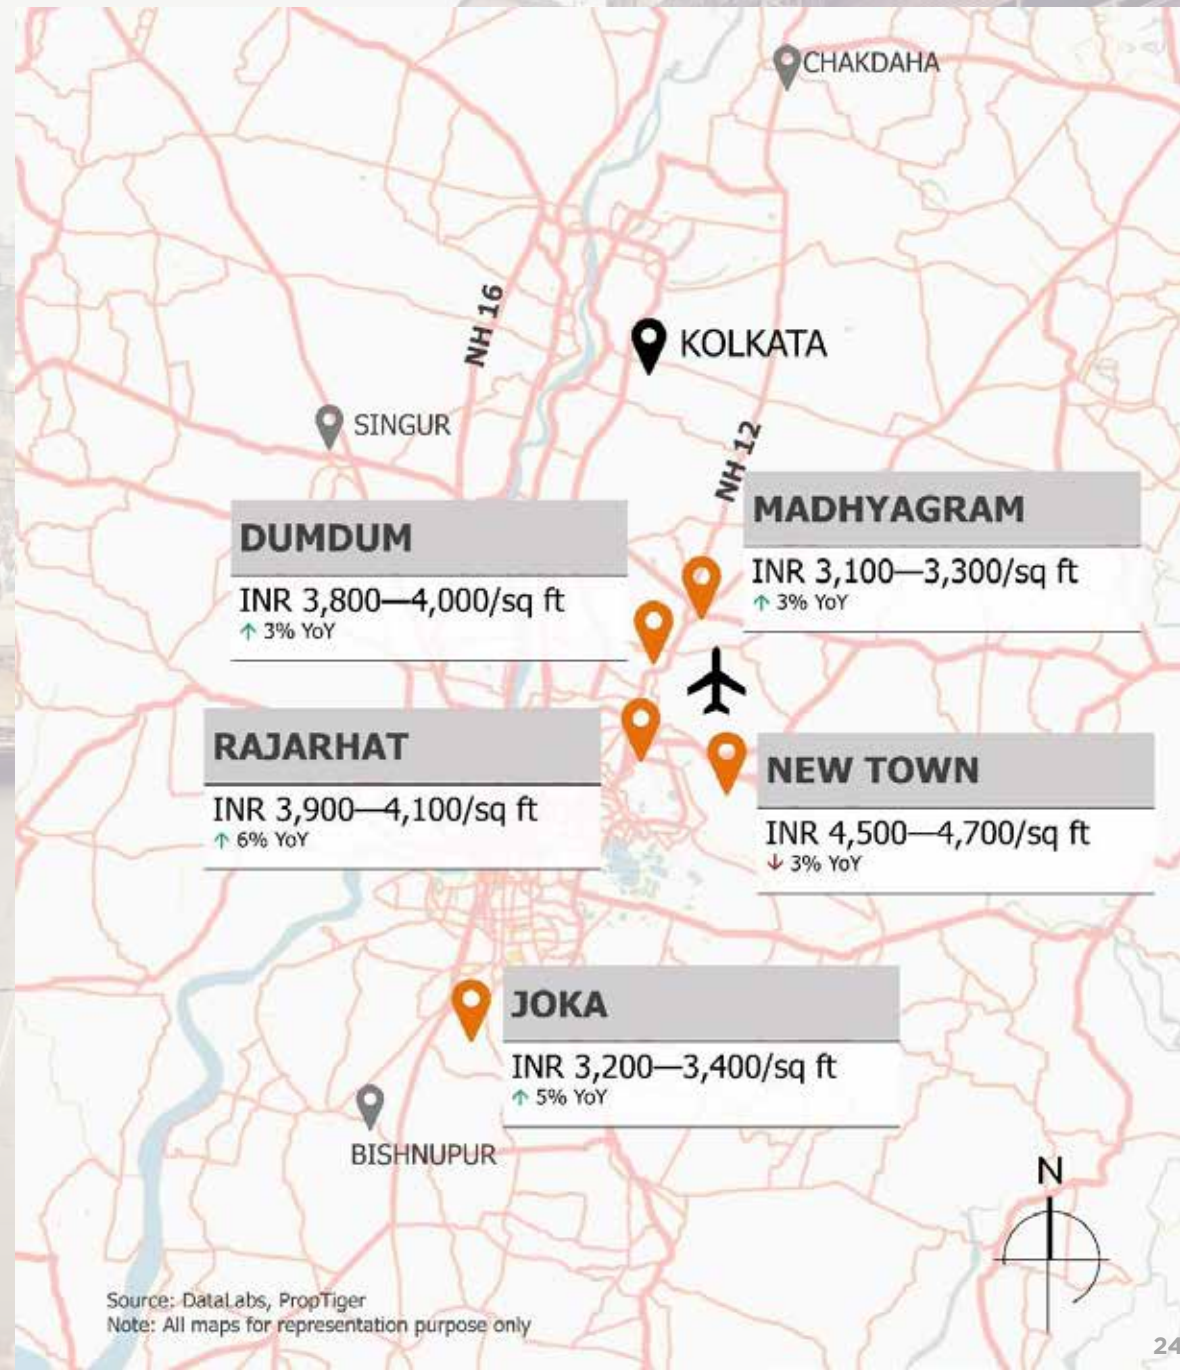 CHAKDAHA
NH 16
KOLKATA
SINGUR
NH 12
DUMDUM
INR 3,800—4,000/sq ft
↑ 3% YoY
MADHYAGRAM
INR 3,100—3,300/sq ft
↑ 3% YoY
RAJARHAT
INR 3,900—4,100/sq ft
↑ 6% YoY
NEW TOWN
INR 4,500—4,700/sq ft
↓ 3% YoY
JOKA
INR 3,200—3,400/sq ft
↑ 5% YoY
BISHNUPUR
N
Source: DataLabs, PropTiger
Note: All maps for representation purpose only
24